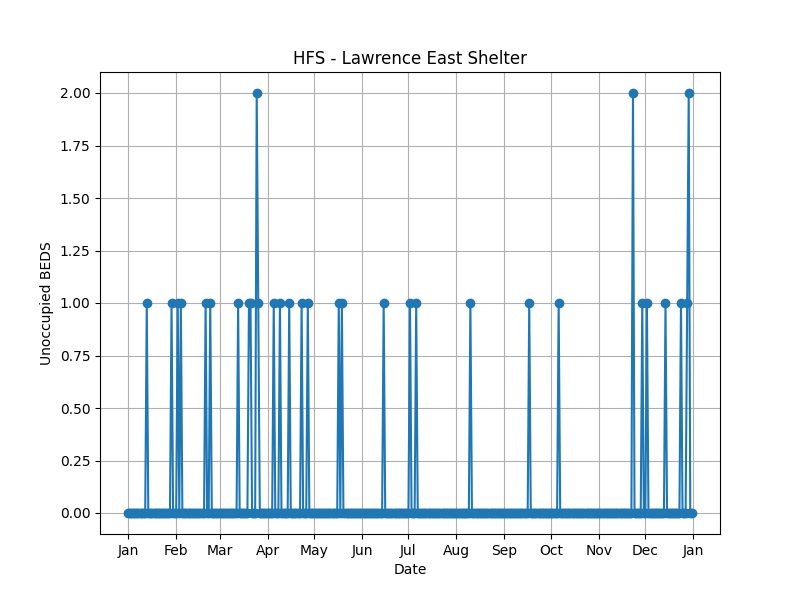 HFS - Lawrence East Shelter
Unoccupied BEDS
2.00
1.75
1.50
1.25
1.00
0.75
0.50
0.25
0.00
Jan Feb Mar Apr May Jun Jul Aug Sep Oct Nov Dec Jan
Date